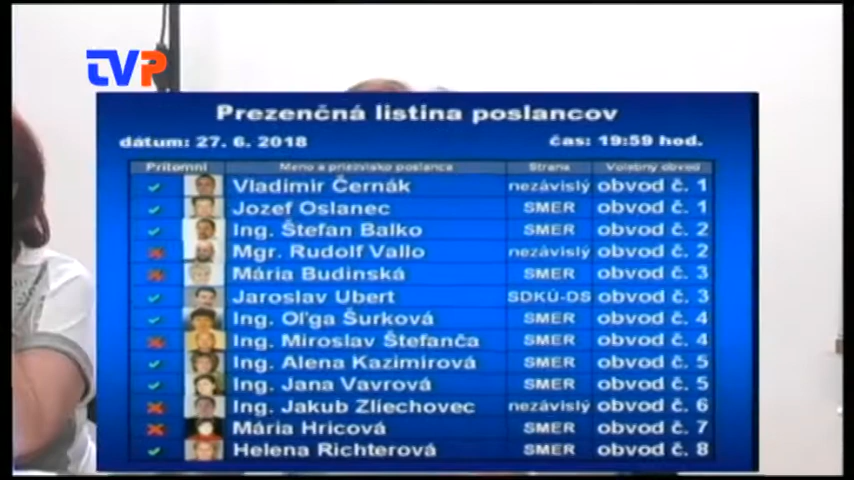 TVP
Prezenčná listina poslancov
dátum: 27. 6. 2018 čas: 19:59 hod.
Prítomní Meno a priezvisko poslanca Strana Volebný obvod
Vladimír Černák nezávislý obvod č. 1
Jozef Oslanec SMER obvod č. 1
Ing. Štefan Balko SMER obvod č. 2
Mgr. Rudolf Vallo nezávislý obvod č. 2
Mária Budinská SMER obvod č. 3
Jaroslav Ubert SDKÚ-DS obvod č. 3
Ing. Oľga Šurková SMER obvod č. 4
Ing. Miroslav Štefanča SMER obvod č. 4
Ing. Alena Kazimírová SMER obvod č. 5
Ing. Jana Vavrová SMER obvod č. 5
Ing. Jakub Zliechovec nezávislý obvod č. 6
Mária Hricová SMER obvod č. 7
Helena Richterová SMER obvod č. 8